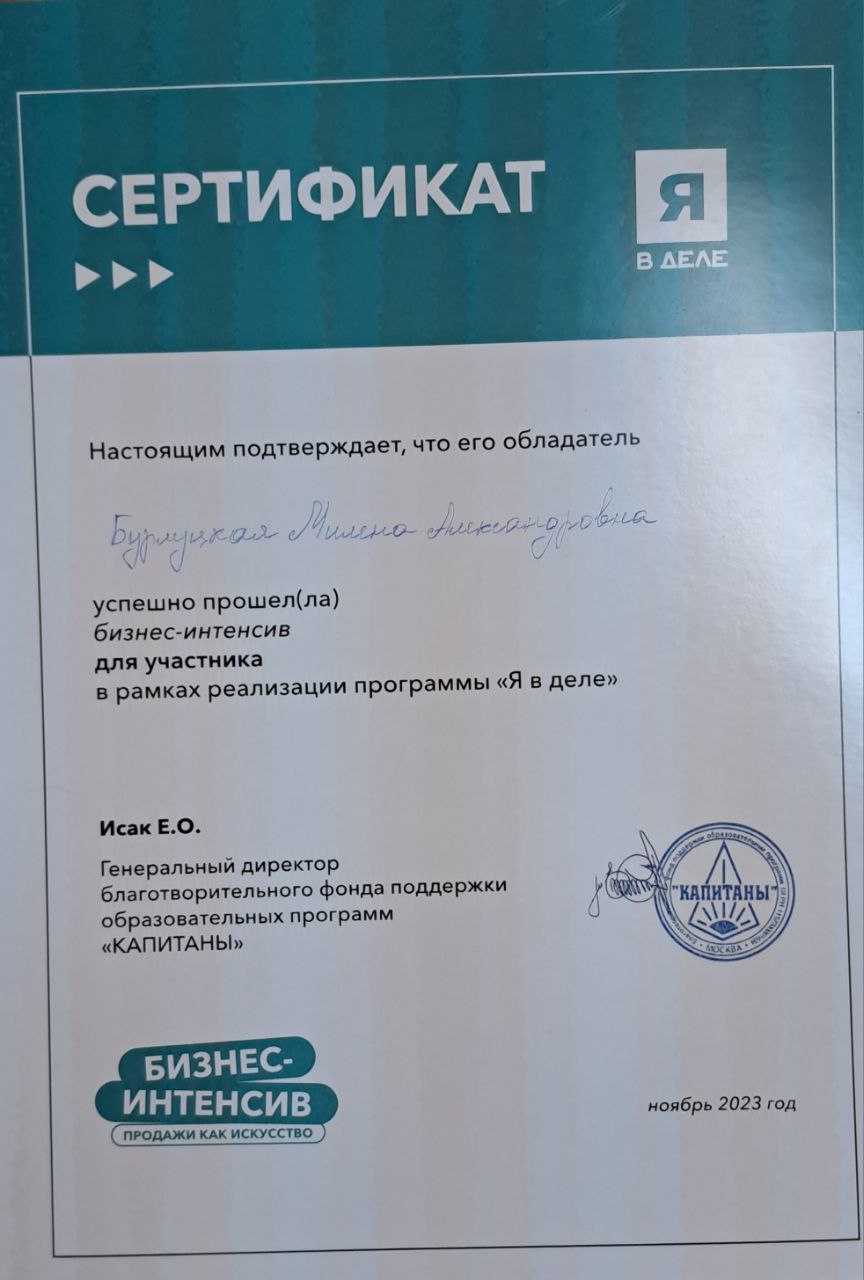 СЕРТИФИКАТ
Я
В ДЕЛЕ
Настоящим подтверждает, что его обладатель
Бурлуцкая Милена Александровна
успешно прошел(ла)
бизнес-интенсив
для участника
в рамках реализации программы «Я в деле»
Исак Е.О.
Генеральный директор
благотворительного фонда поддержки
образовательных программ
«КАПИТАНЫ»
"КАПИТАНЫ"
МОСКВА
БИЗНЕС-
ИНТЕНСИВ
ПРОДАЖИ КАК ИСКУССТВО
ноябрь 2023 год